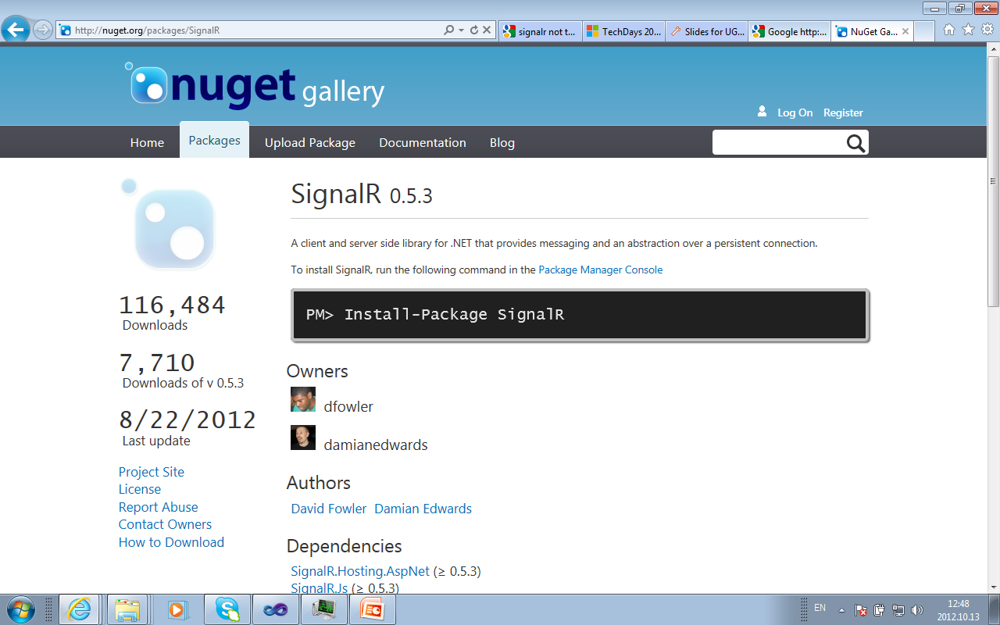 http://nuget.org/packages/SignalR
signalr not t...
TechDays 20...
Slides for UG...
Google http:...
NuGet Ga...
nuget gallery
Log On Register
Home Packages Upload Package Documentation Blog
SignalR 0.5.3
A client and server side library for .NET that provides messaging and an abstraction over a persistent connection.
To install SignalR, run the following command in the Package Manager Console
PM> Install-Package SignalR
116,484
Downloads
7,710
Downloads of v 0.5.3
8/22/2012
Last update
Project Site
License
Report Abuse
Contact Owners
How to Download
Owners
dfowler
damianedwards
Authors
David Fowler Damian Edwards
Dependencies
SignalR.Hosting.AspNet (≥ 0.5.3)
SignalR.Js (≥ 0.5.3)
EN
12:48
2012.10.13